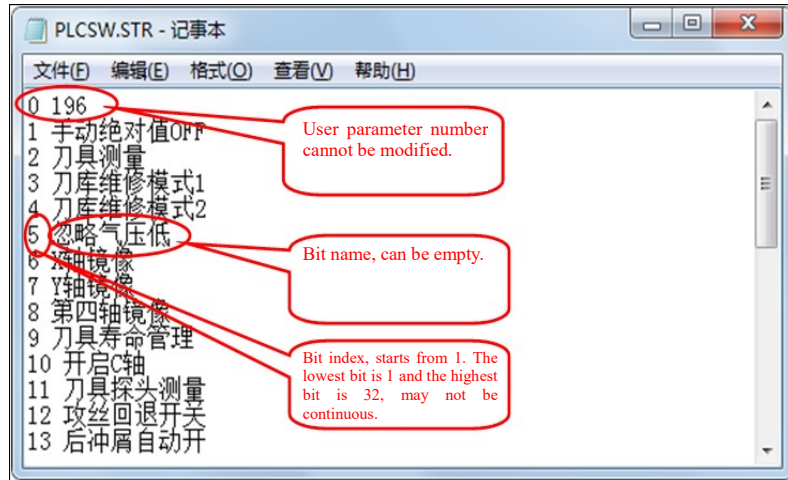 PLCSW.STR - 记事本
文件(F) 编辑(E) 格式(O) 查看(V) 帮助(H)
0 196
1 手动绝对值OFF
2 刀具测量
3 刀库维修模式1
4 刀库维修模式2
5 忽略气压低
6 X轴镜像
7 Y轴镜像
8 第四轴镜像
9 刀具寿命管理
10 开启C轴
11 刀具探头测量
12 攻丝回退开关
13 后冲屑自动开
User parameter number
cannot be modified.
Bit name, can be empty.
Bit index, starts from 1. The
lowest bit is 1 and the highest
bit is 32, may not be
continuous.